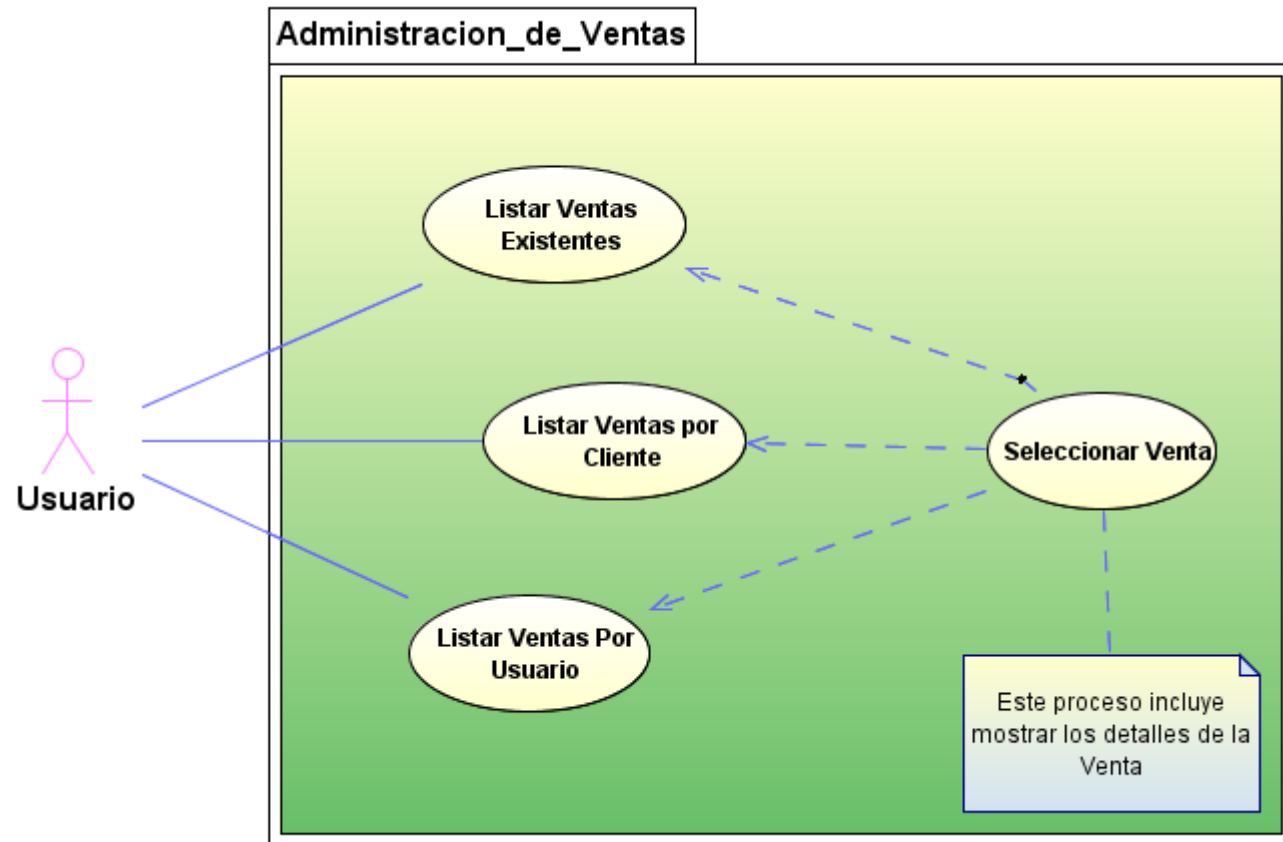 Administracion_de_Ventas
Listar Ventas
Existentes
Usuario
Listar Ventas por
Cliente
Seleccionar Venta
Listar Ventas Por
Usuario
Este proceso incluye
mostrar los detalles de la
Venta